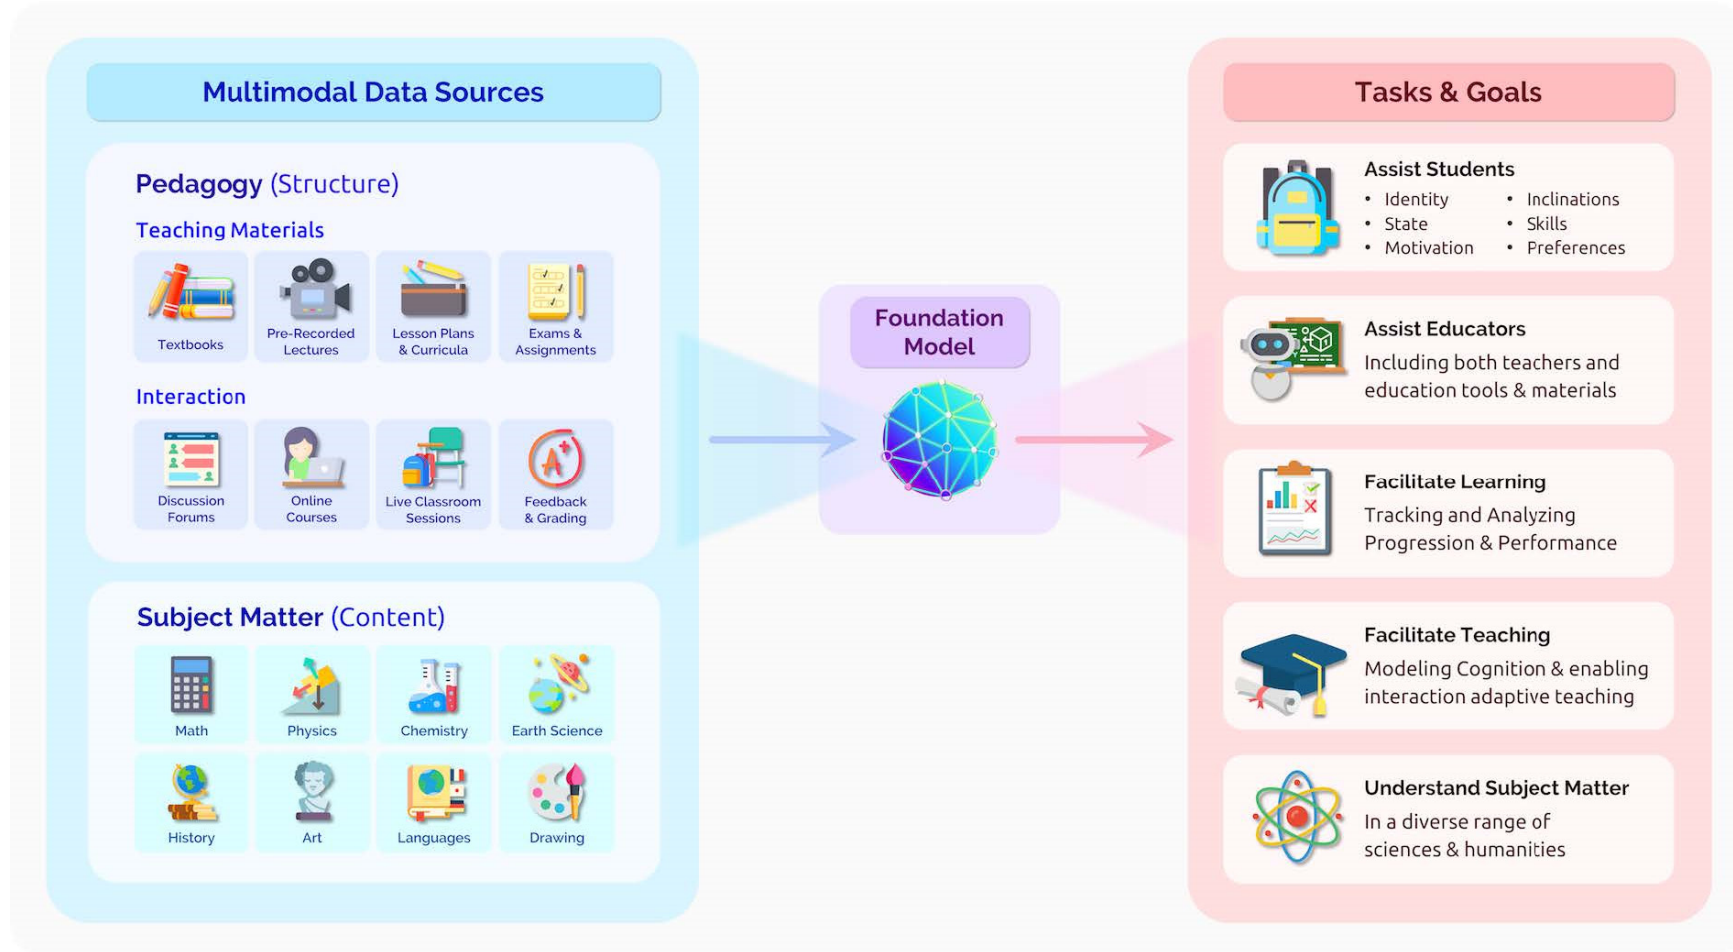 Multimodal Data Sources
Pedagogy (Structure)
Teaching Materials
Textbooks
Pre-Recorded
Lectures
Lesson Plans
& Curricula
Exams &
Assignments
Interaction
Discussion
Forums
Online
Courses
Live Classroom
Sessions
A+
Feedback
& Grading
Subject Matter (Content)
Math
Physics
Chemistry
Earth Science
History
Art
Languages
Drawing
Foundation
Model
Tasks & Goals
Assist Students
• Identity
• State
• Motivation
• Inclinations
• Skills
• Preferences
Assist Educators
Including both teachers and
education tools & materials
Facilitate Learning
Tracking and Analyzing
Progression & Performance
Facilitate Teaching
Modeling Cognition & enabling
interaction adaptive teaching
Understand Subject Matter
In a diverse range of
sciences & humanities